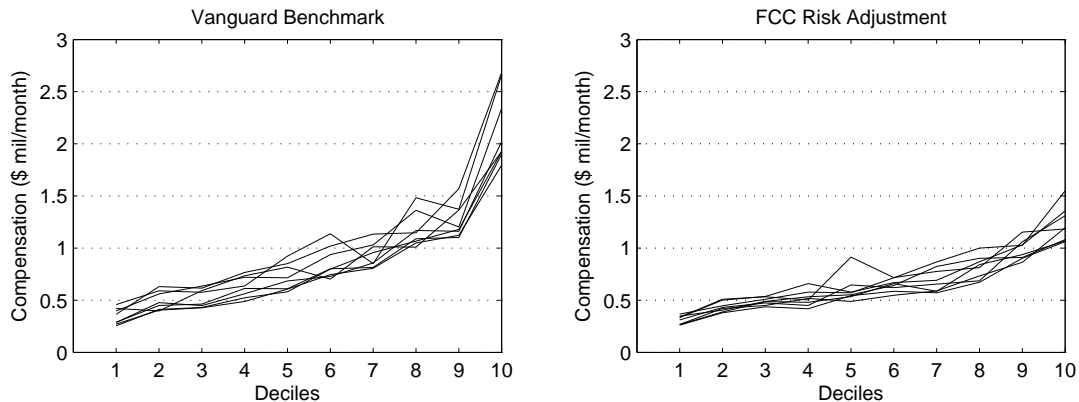 Vanguard Benchmark
3
2.5
2
1.5
1
0.5
0
Compensation ($ mil/month)
1 2 3 4 5 6 7 8 9 10
Deciles
FCC Risk Adjustment
3
2.5
2
1.5
1
0.5
0
Compensation ($ mil/month)
1 2 3 4 5 6 7 8 9 10
Deciles